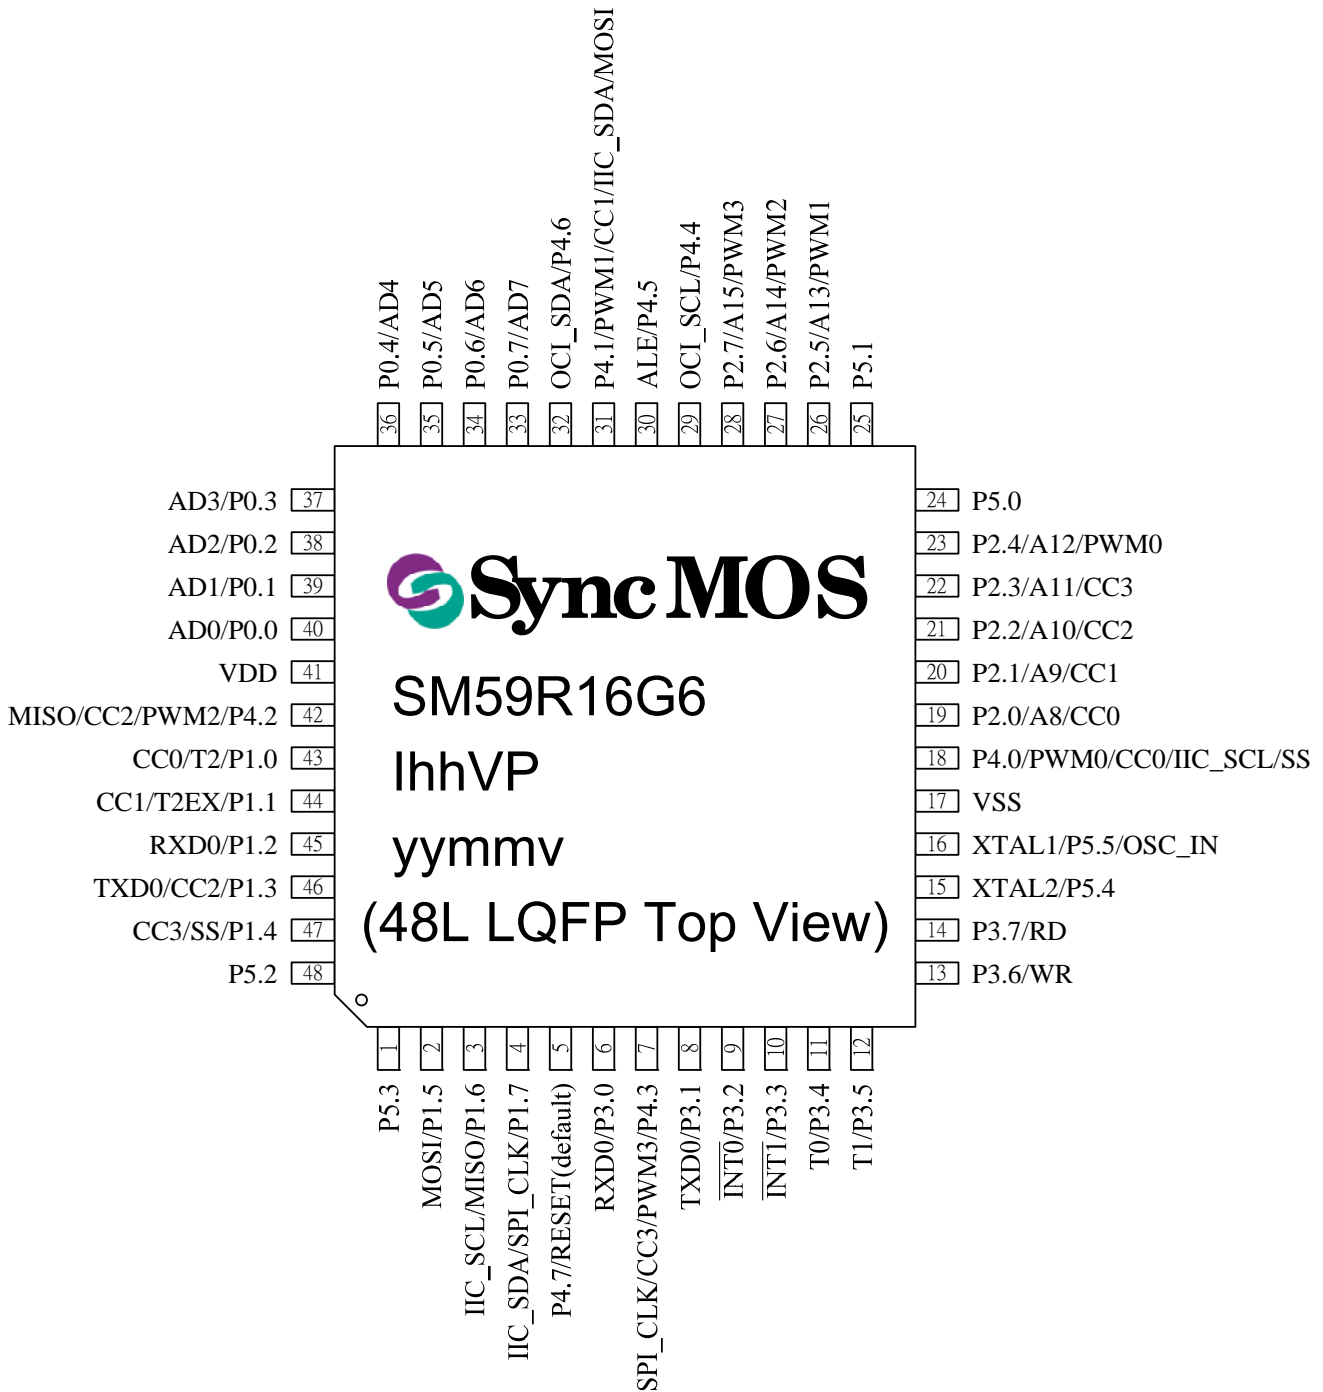 P0.4/AD4
P0.5/AD5
P0.6/AD6
P0.7/AD7
OCI_SDA/P4.6
P4.1/PWM1/CC1/IIC_SDA/MOSI
ALE/P4.5
OCI_SCL/P4.4
P2.7/A15/PWM3
P2.6/A14/PWM2
P2.5/A13/PWM1
P5.1
36
35
34
33
32
31
30
29
28
27
26
25
AD3/P0.3 37
AD2/P0.2 38
AD1/P0.1 39
AD0/P0.0 40
VDD 41
MISO/CC2/PWM2/P4.2 42
CC0/T2/P1.0 43
CC1/T2EX/P1.1 44
RXD0/P1.2 45
TXD0/CC2/P1.3 46
CC3/SS/P1.4 47
P5.2 48
SyncMOS
SM59R16G6
IhhVP
yymmv
(48L LQFP Top View)
24 P5.0
23 P2.4/A12/PWM0
22 P2.3/A11/CC3
21 P2.2/A10/CC2
20 P2.1/A9/CC1
19 P2.0/A8/CC0
18 P4.0/PWM0/CC0/IIC_SCL/SS
17 VSS
16 XTAL1/P5.5/OSC_IN
15 XTAL2/P5.4
14 P3.7/RD
13 P3.6/WR
1
2
3
4
5
6
7
8
9
10
11
12
P5.3
MOSI/P1.5
IIC_SCL/MISO/P1.6
IIC_SDA/SPI_CLK/P1.7
P4.7/RESET(default)
RXD0/P3.0
SPI_CLK/CC3/PWM3/P4.3
TXD0/P3.1
INT0/P3.2
INT1/P3.3
T0/P3.4
T1/P3.5